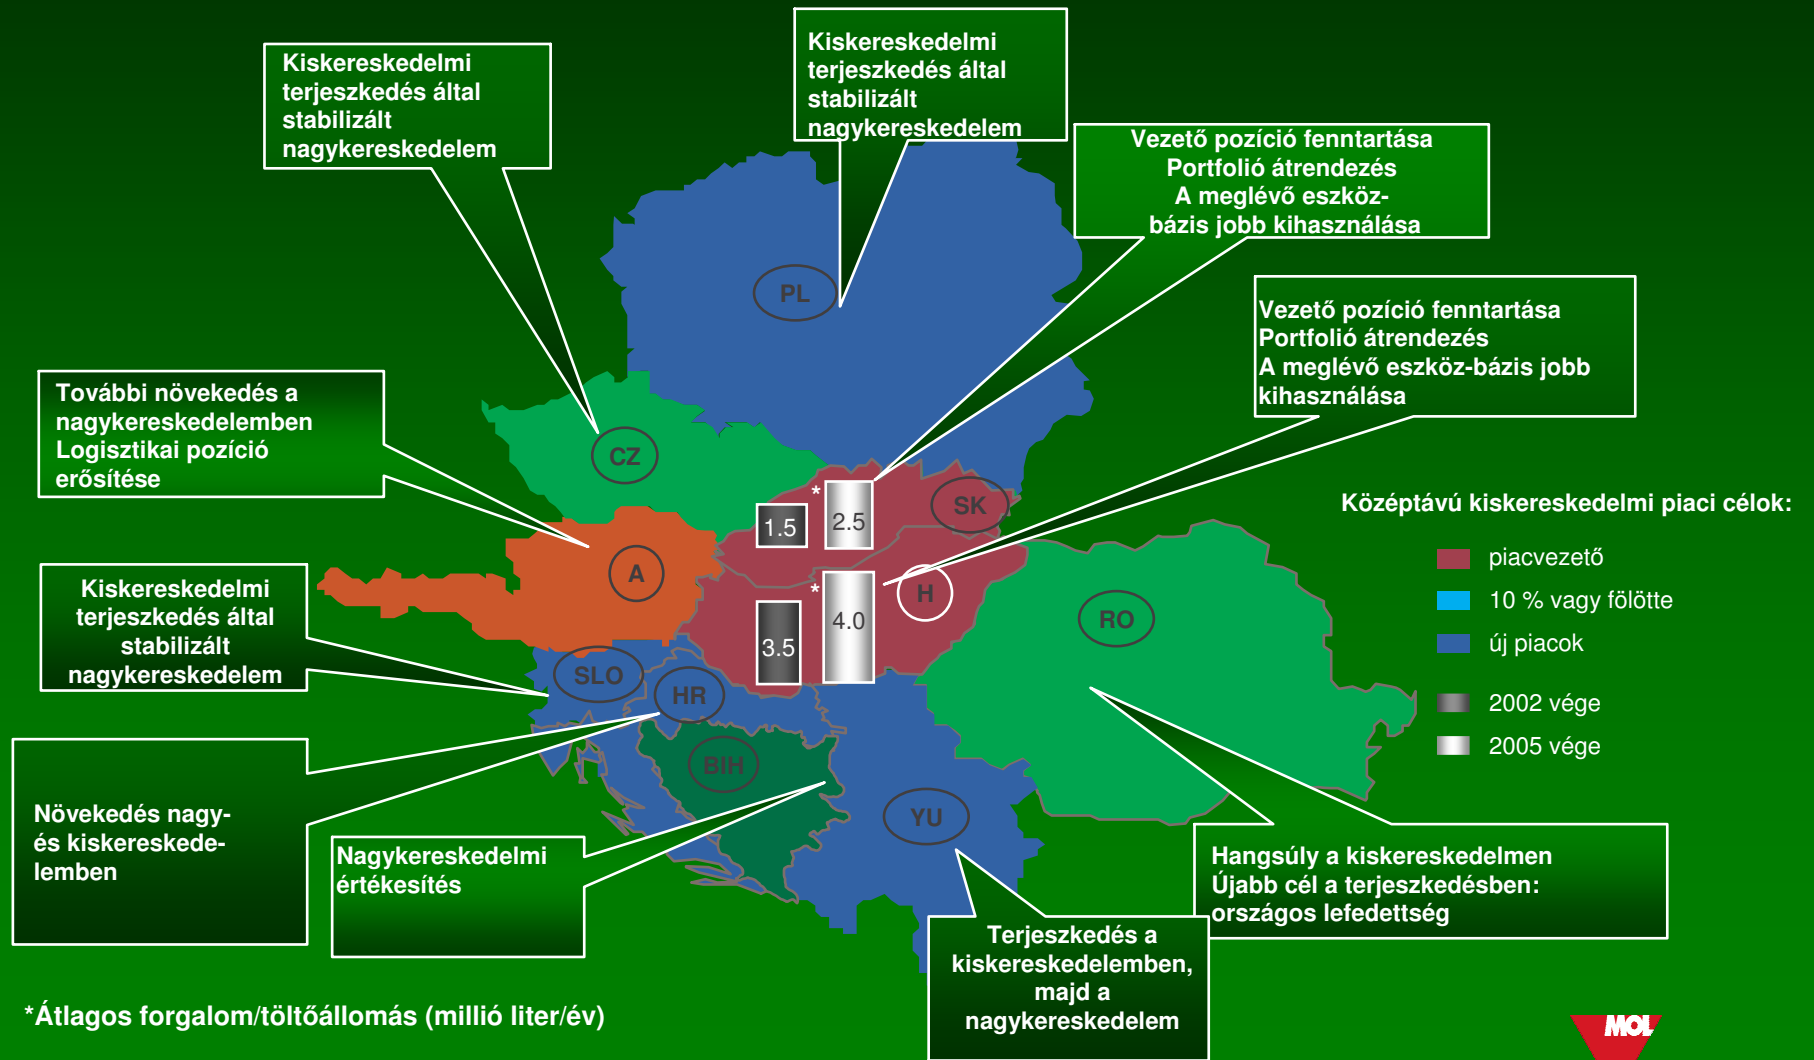 Kiskereskedelmi
terjeszkedés által
stabilizált
nagykereskedelem
Kiskereskedelmi
terjeszkedés által
stabilizált
nagykereskedelem
Vezető pozíció fenntartása
Portfolió átrendezés
A meglévő eszköz-
bázis jobb kihasználása
Vezető pozíció fenntartása
Portfolió átrendezés
A meglévő eszköz-bázis jobb
kihasználása
További növekedés a
nagykereskedelemben
Logisztikai pozíció
erősítése
Kiskereskedelmi
terjeszkedés által
stabilizált
nagykereskedelem
Növekedés nagy-
és kiskereskede-
lemben
Nagykereskedelmi
értékesítés
Terjeszkedés a
kiskereskedelemben,
majd a
nagykereskedelem
Hangsúly a kiskereskedelmen
Újabb cél a terjeszkedésben:
országos lefedettség
PL
CZ
SK
A
H
RO
SLO
HR
BIH
YU
1.5
* 2.5
3.5
* 4.0
Középtávú kiskereskedelmi piaci célok:
piacvezető
10 % vagy fölötte
új piacok
2002 vége
2005 vége
*Átlagos forgalom/töltőállomás (millió liter/év)
MOL